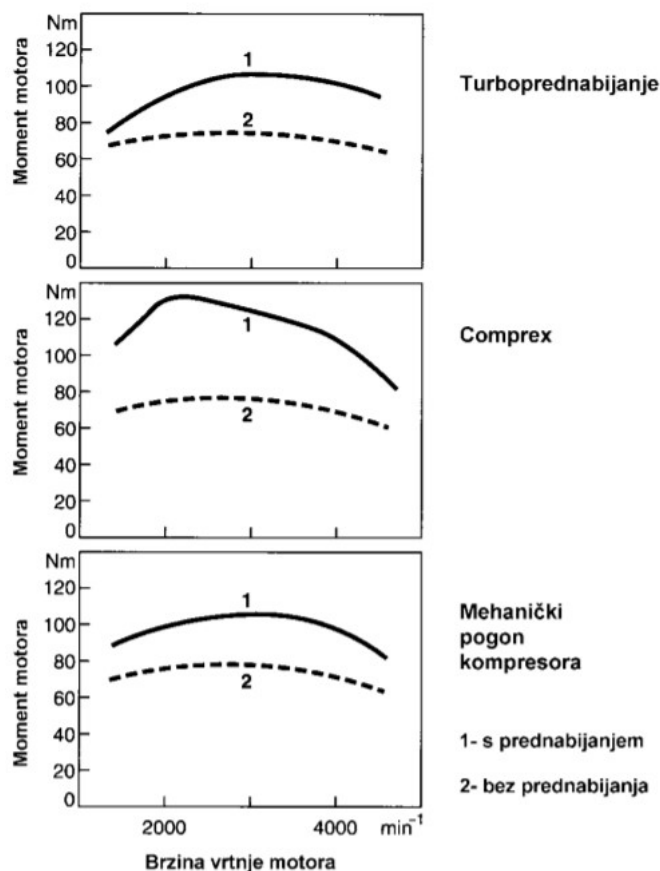 Nm
120
100
80
60
40
20
0
Moment motora
1
2
Turboprednabijanje
Nm
120
100
80
60
40
20
0
Moment motora
1
2
Comprex
Nm
120
100
80
60
40
20
0
Moment motora
1
2
Mehanički
pogon
kompresora
1- s prednabijanjem
2- bez prednabijanja
2000 4000 min⁻¹
Brzina vrtnje motora